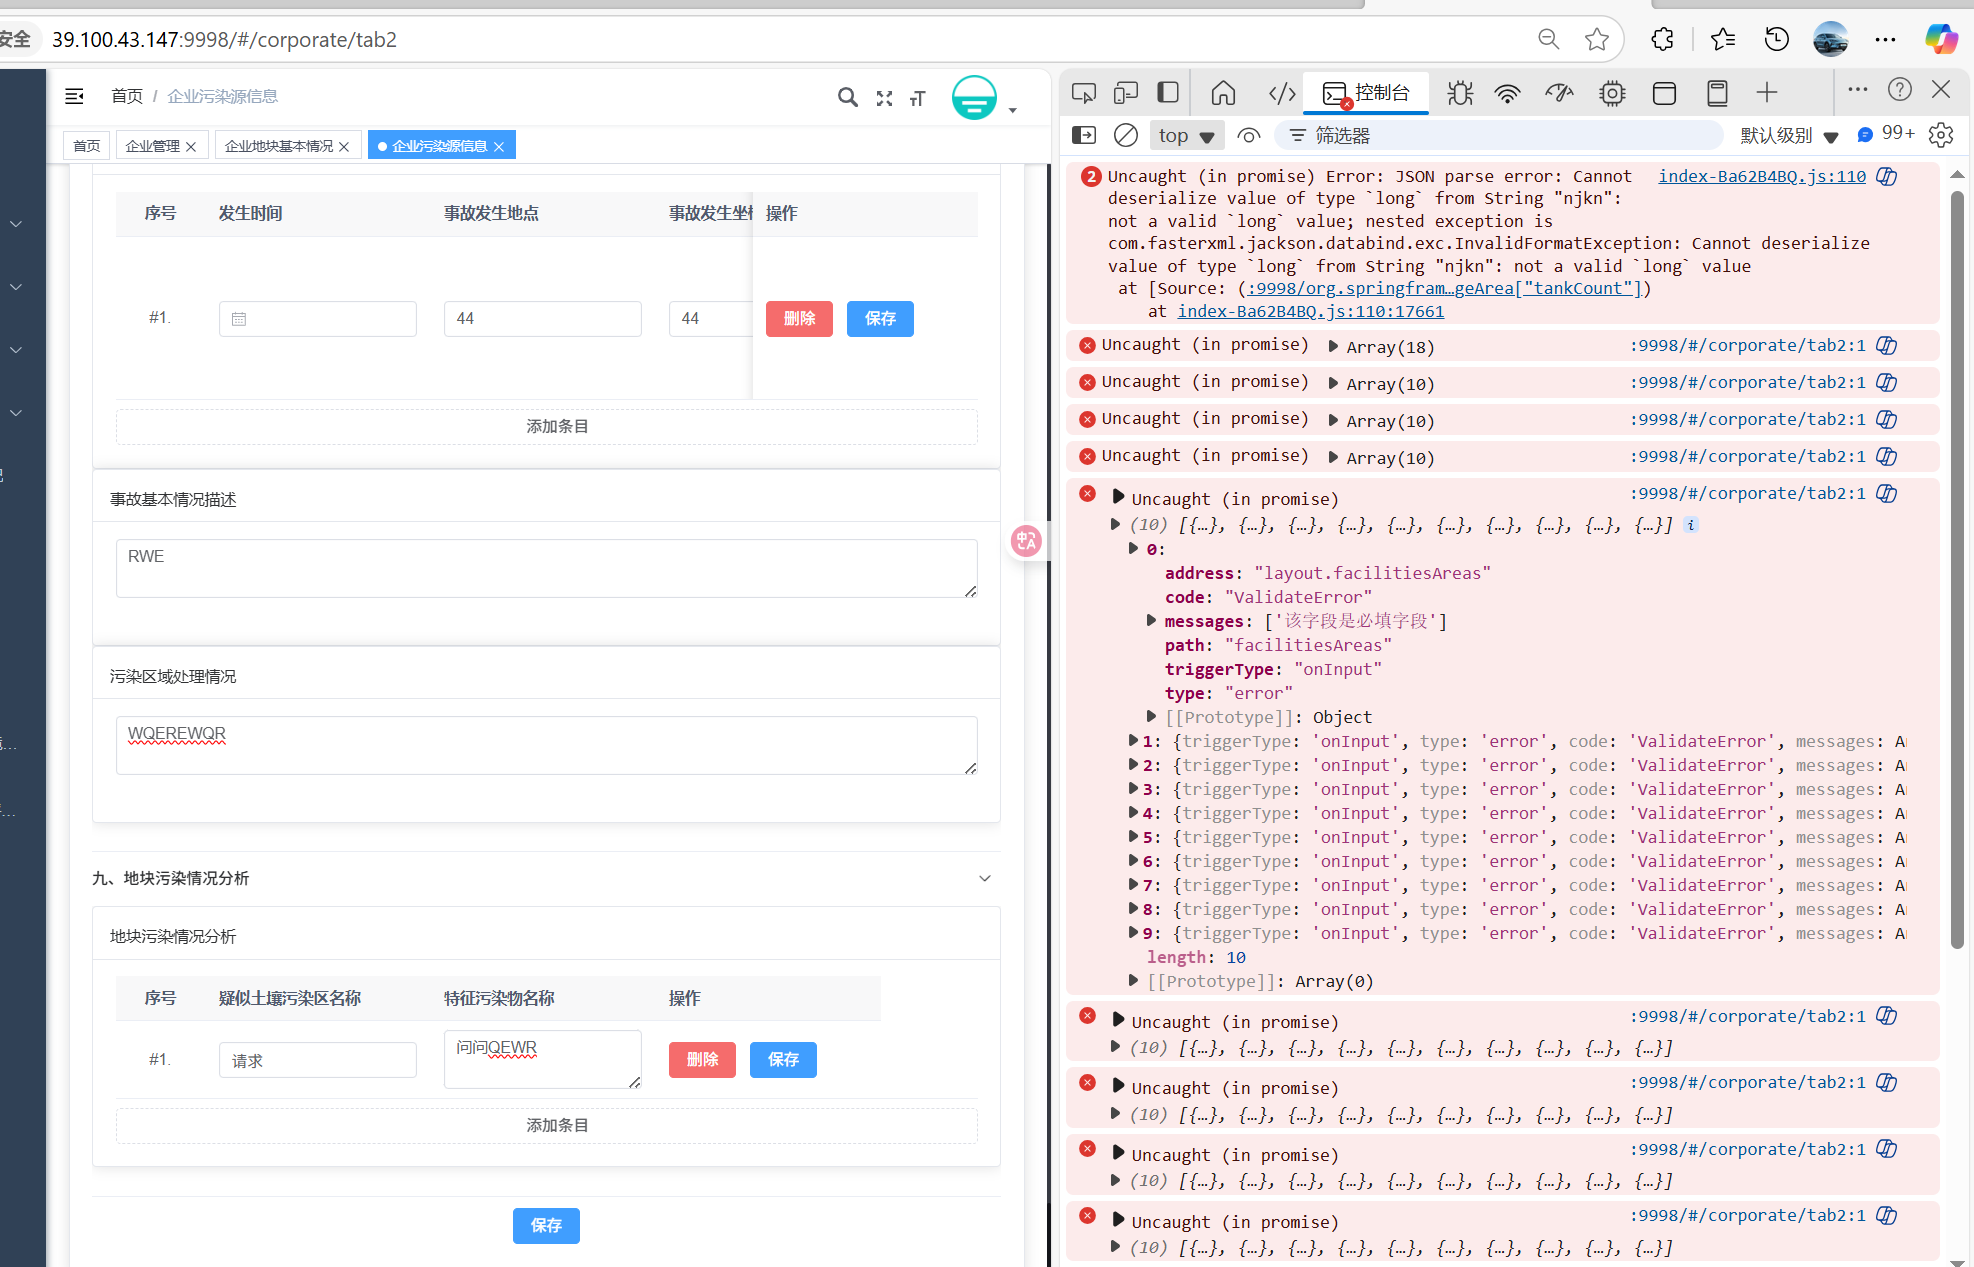 安全 39.100.43.147:9998/#/corporate/tab2
首页 / 企业污染源信息
首页 企业管理 企业地块基本情况 企业污染源信息
序号 发生时间 事故发生地点 事故发生坐 操作
#1. 44 44 删除 保存
添加条目
事故基本情况描述
RWE
污染区域处理情况
WQEREWQR
九、地块污染情况分析
地块污染情况分析
序号 疑似土壤污染区名称 特征污染物名称 操作
#1. 请求 问问QEWR 删除 保存
添加条目
保存
控制台
top 筛选器 默认级别 99+
2 Uncaught (in promise) Error: JSON parse error: Cannot index-Ba62B4BQ.js:110
deserialize value of type `long` from String "njkn":
not a valid `long` value; nested exception is
com.fasterxml.jackson.databind.exc.InvalidFormatException: Cannot deserialize
value of type `long` from String "njkn": not a valid `long` value
at [Source: (:9998/org.springfram…geArea["tankCount"])
at index-Ba62B4BQ.js:110:17661
Uncaught (in promise) Array(18) :9998/#/corporate/tab2:1
Uncaught (in promise) Array(10) :9998/#/corporate/tab2:1
Uncaught (in promise) Array(10) :9998/#/corporate/tab2:1
Uncaught (in promise) Array(10) :9998/#/corporate/tab2:1
Uncaught (in promise) :9998/#/corporate/tab2:1
(10) [{…}, {…}, {…}, {…}, {…}, {…}, {…}, {…}, {…}, {…}] i
0:
address: "layout.facilitiesAreas"
code: "ValidateError"
messages: ['该字段是必填字段']
path: "facilitiesAreas"
triggerType: "onInput"
type: "error"
[[Prototype]]: Object
1: {triggerType: 'onInput', type: 'error', code: 'ValidateError', messages: A
2: {triggerType: 'onInput', type: 'error', code: 'ValidateError', messages: A
3: {triggerType: 'onInput', type: 'error', code: 'ValidateError', messages: A
4: {triggerType: 'onInput', type: 'error', code: 'ValidateError', messages: A
5: {triggerType: 'onInput', type: 'error', code: 'ValidateError', messages: A
6: {triggerType: 'onInput', type: 'error', code: 'ValidateError', messages: A
7: {triggerType: 'onInput', type: 'error', code: 'ValidateError', messages: A
8: {triggerType: 'onInput', type: 'error', code: 'ValidateError', messages: A
9: {triggerType: 'onInput', type: 'error', code: 'ValidateError', messages: A
length: 10
[[Prototype]]: Array(0)
Uncaught (in promise) :9998/#/corporate/tab2:1
(10) [{…}, {…}, {…}, {…}, {…}, {…}, {…}, {…}, {…}, {…}]
Uncaught (in promise) :9998/#/corporate/tab2:1
(10) [{…}, {…}, {…}, {…}, {…}, {…}, {…}, {…}, {…}, {…}]
Uncaught (in promise) :9998/#/corporate/tab2:1
(10) [{…}, {…}, {…}, {…}, {…}, {…}, {…}, {…}, {…}, {…}]
Uncaught (in promise) :9998/#/corporate/tab2:1
(10) [{…}, {…}, {…}, {…}, {…}, {…}, {…}, {…}, {…}, {…}]